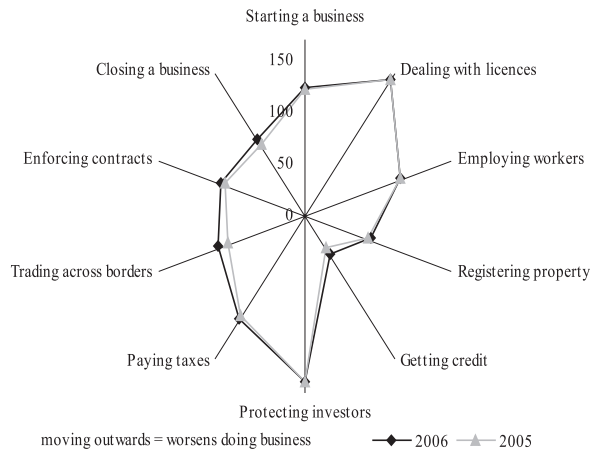 Starting a business
150
Closing a business
Dealing with licences
100
Enforcing contracts
Employing workers
50
0
Trading across borders
Registering property
Paying taxes
Getting credit
Protecting investors
moving outwards = worsens doing business
2006
2005